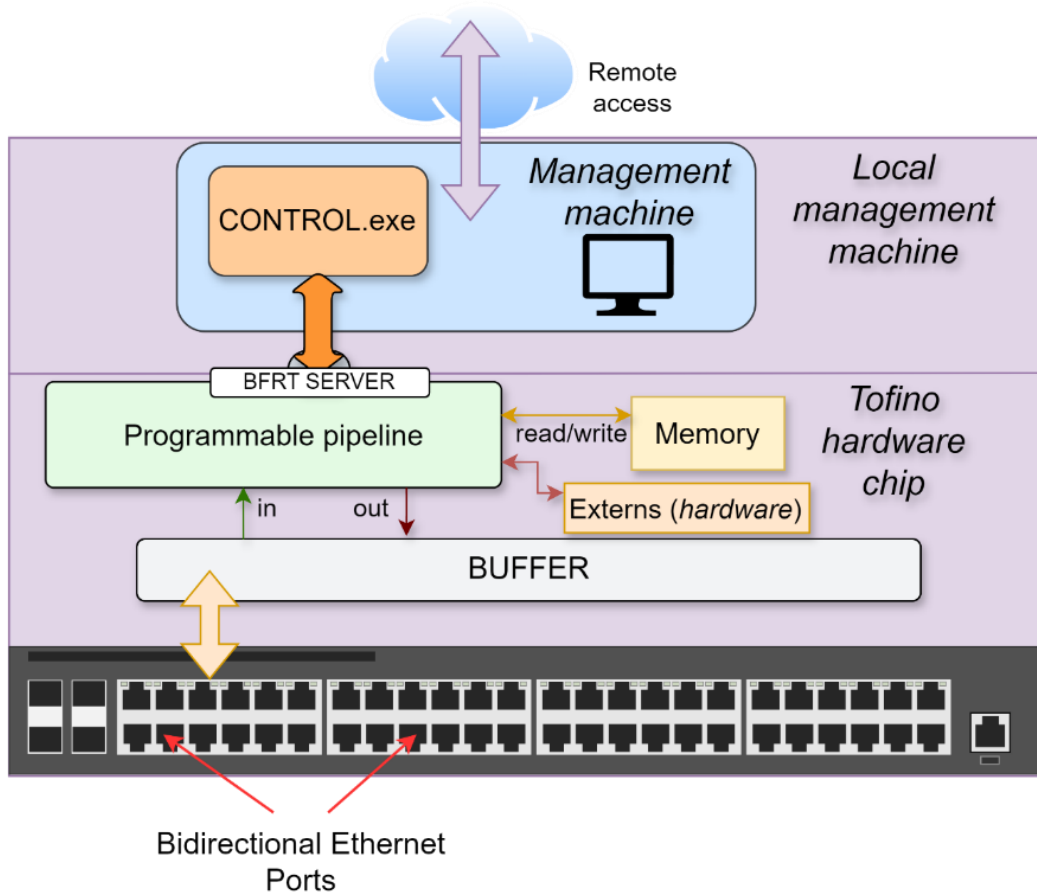 Remote
access
CONTROL.exe
Management
machine
Local
management
machine
BFRT SERVER
Programmable pipeline
read/write
Memory
Tofino
hardware
chip
in
out
Externs (hardware)
BUFFER
Bidirectional Ethernet
Ports